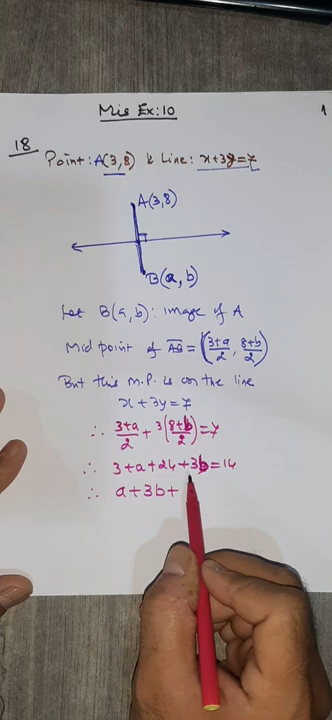 Mis Ex:10
1
18
Point: A(3,8) & Line: x+3y=7
A(3,8)
B(a, b)
Let B(a,b): image of A
Mid point of AB = (3+a/2, 8+b/2)
But this M.P. is on the line
x+3y=7
∴ 3+a/2 + 3(8+b/2)=7
∴ 3+a+24+3b=14
∴ a+3b+